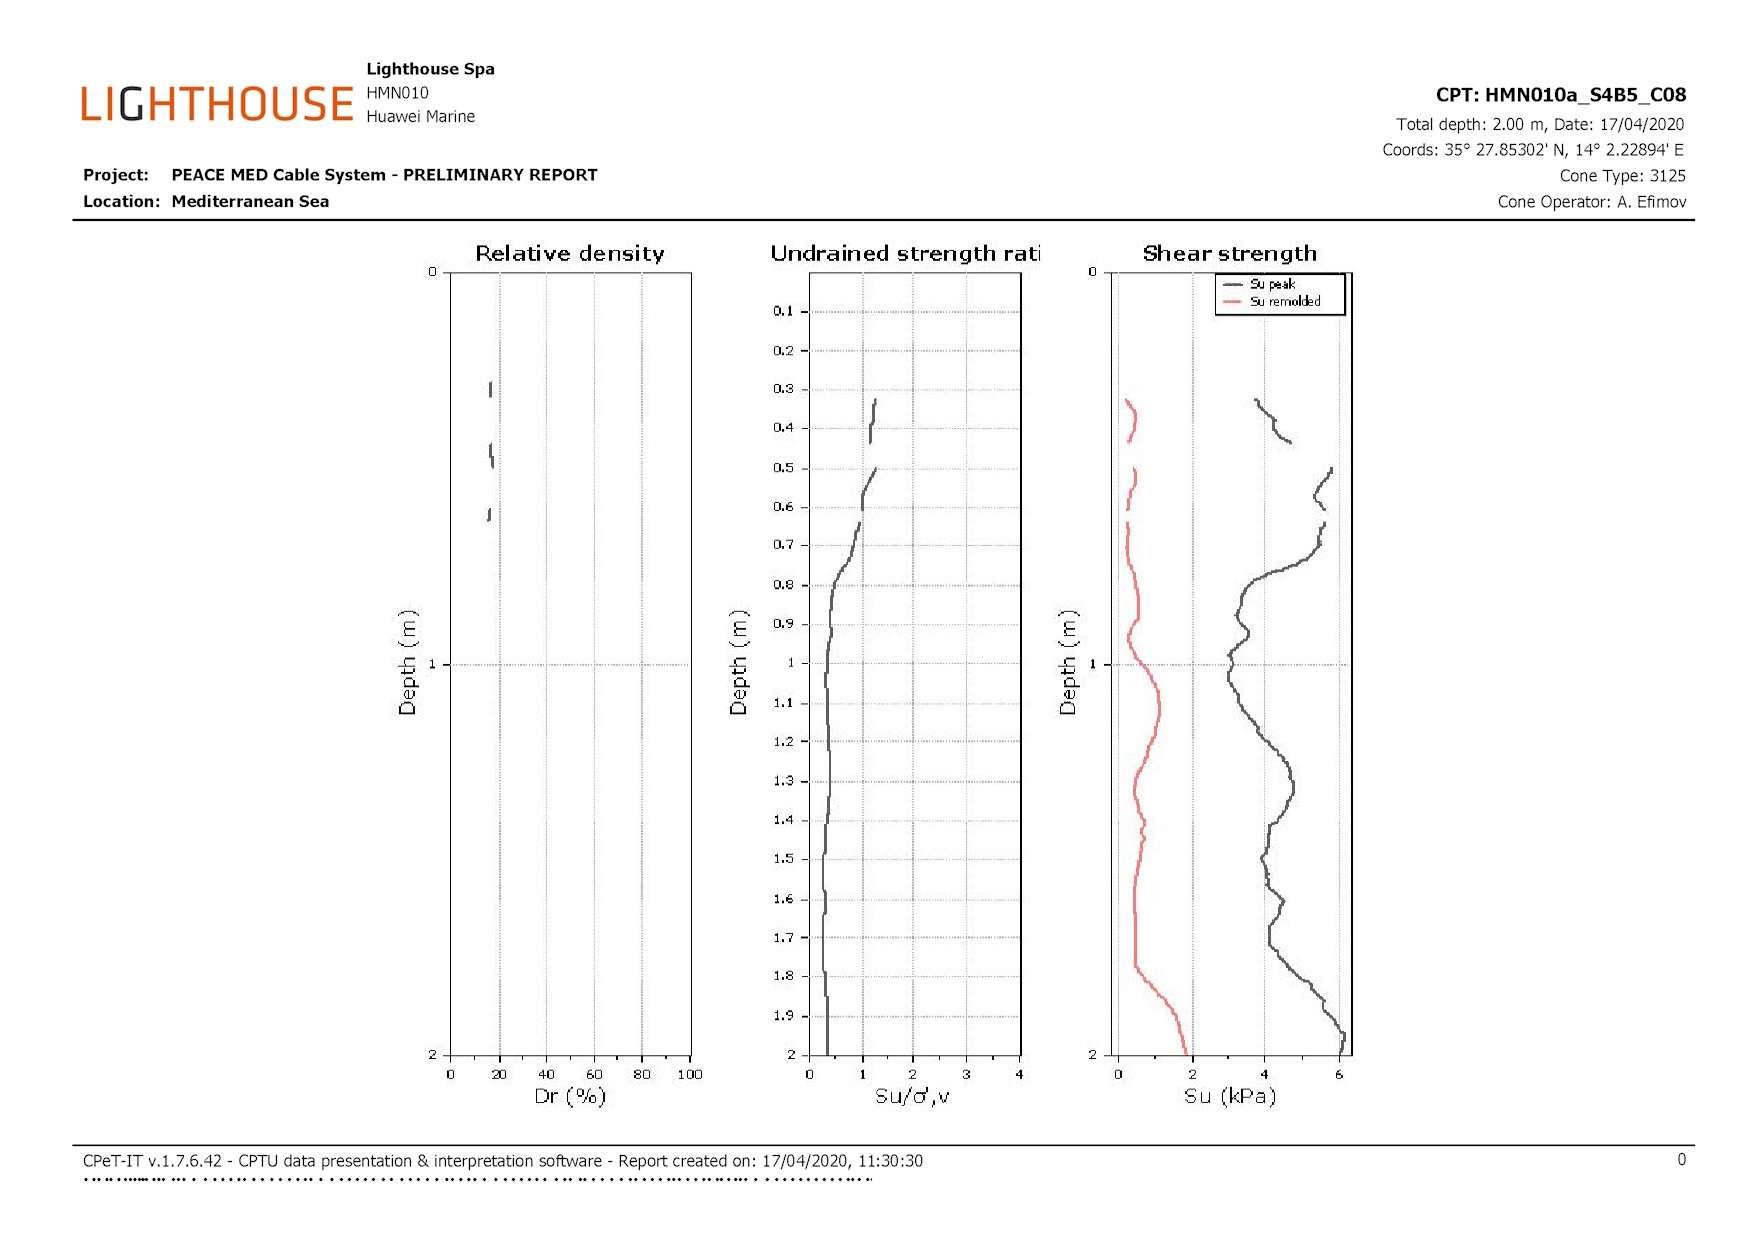 LIGHTHOUSE
Lighthouse Spa
HMN010
Huawei Marine
CPT: HMN010a_S4B5_C08
Total depth: 2.00 m, Date: 17/04/2020
Coords: 35° 27.85302' N, 14° 2.22894' E
Cone Type: 3125
Cone Operator: A. Efimov
Project: PEACE MED Cable System - PRELIMINARY REPORT
Location: Mediterranean Sea
Relative density
0
1
2
Depth (m)
0 20 40 60 80 100
Dr (%)
Undrained strength rati
0.1
0.2
0.3
0.4
0.5
0.6
0.7
0.8
0.9
1
1.1
1.2
1.3
1.4
1.5
1.6
1.7
1.8
1.9
2
Depth (m)
0 1 2 3 4
Su/σ',v
Shear strength
Su peak
Su remolded
0
1
2
Depth (m)
0 2 4 6
Su (kPa)
CPeT-IT v.1.7.6.42 - CPTU data presentation & interpretation software - Report created on: 17/04/2020, 11:30:30
0